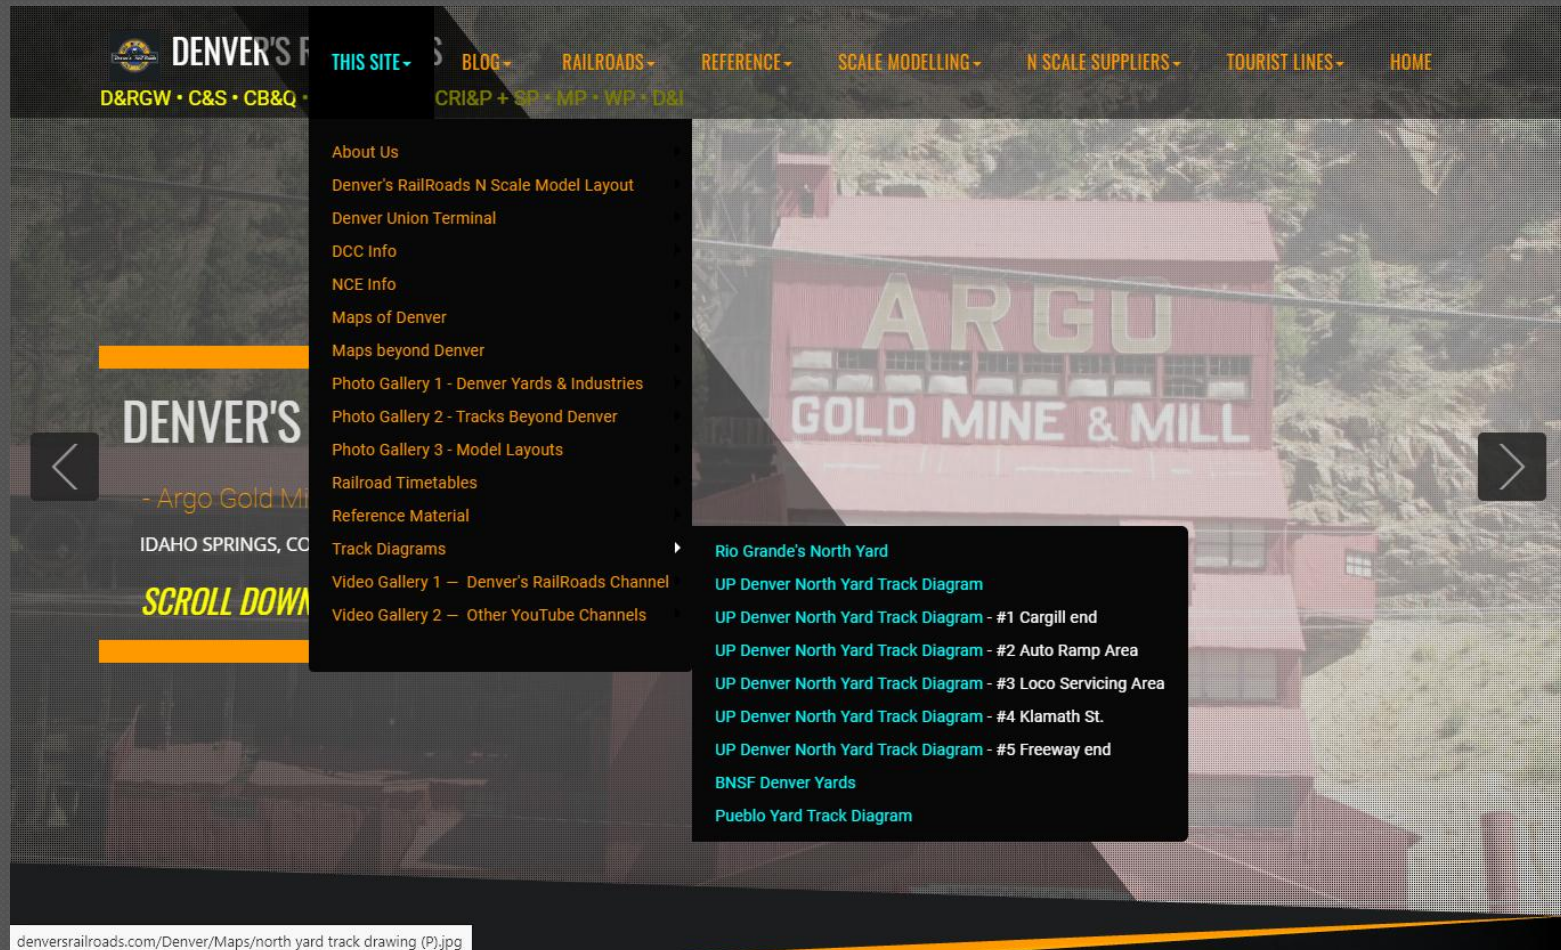 DENVER'S R
S
THIS SITE
BLOG
RAILROADS
REFERENCE
SCALE MODELLING
N SCALE SUPPLIERS
TOURIST LINES
HOME
D&RGW • C&S • CB&Q •
CRI&P + SP • MP • WP • D&I
About Us
Denver's RailRoads N Scale Model Layout
Denver Union Terminal
DCC Info
NCE Info
Maps of Denver
Maps beyond Denver
Photo Gallery 1 - Denver Yards & Industries
Photo Gallery 2 - Tracks Beyond Denver
Photo Gallery 3 - Model Layouts
Railroad Timetables
Reference Material
Track Diagrams
Video Gallery 1 — Denver's RailRoads Channel
Video Gallery 2 — Other YouTube Channels
Rio Grande's North Yard
UP Denver North Yard Track Diagram
UP Denver North Yard Track Diagram - #1 Cargill end
UP Denver North Yard Track Diagram - #2 Auto Ramp Area
UP Denver North Yard Track Diagram - #3 Loco Servicing Area
UP Denver North Yard Track Diagram - #4 Klamath St.
UP Denver North Yard Track Diagram - #5 Freeway end
BNSF Denver Yards
Pueblo Yard Track Diagram
DENVER'S
- Argo Gold Mi
IDAHO SPRINGS, CO
SCROLL DOWN
ARGO
GOLD MINE & MILL
denversrailroads.com/Denver/Maps/north yard track drawing (P).jpg